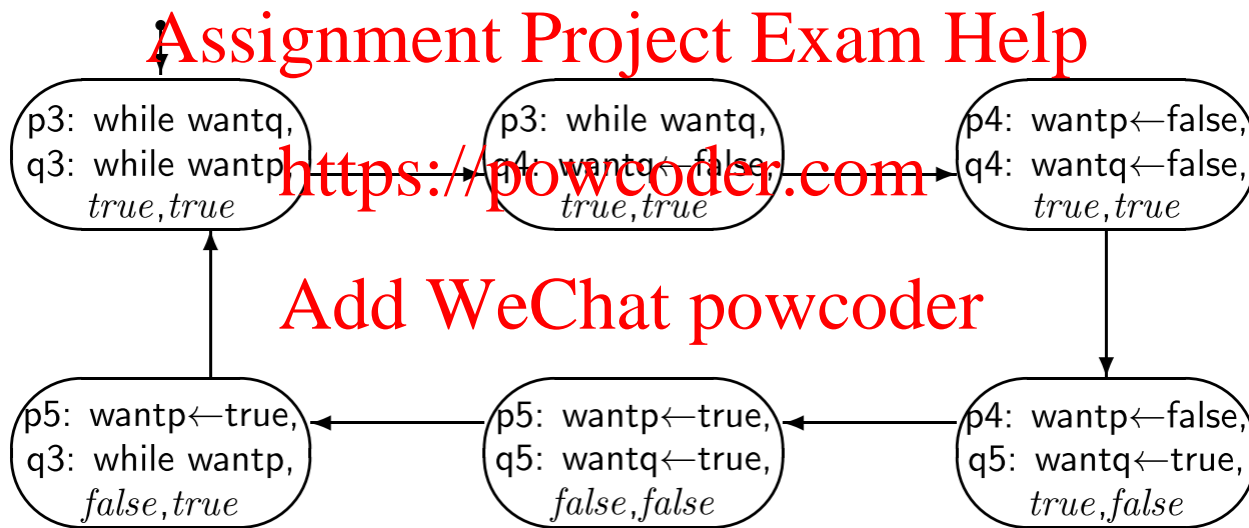 Assignment Project Exam Help
p3: while wantq,
q3: while wantp,
true,true
p3: while wantq,
q4: wantq←false,
true,true
p4: wantp←false,
q4: wantq←false,
true,true
https://powcoder.com
Add WeChat powcoder
p5: wantp←true,
q3: while wantp,
false,true
p5: wantp←true,
q5: wantq←true,
false,false
p4: wantp←false,
q5: wantq←true,
true,false